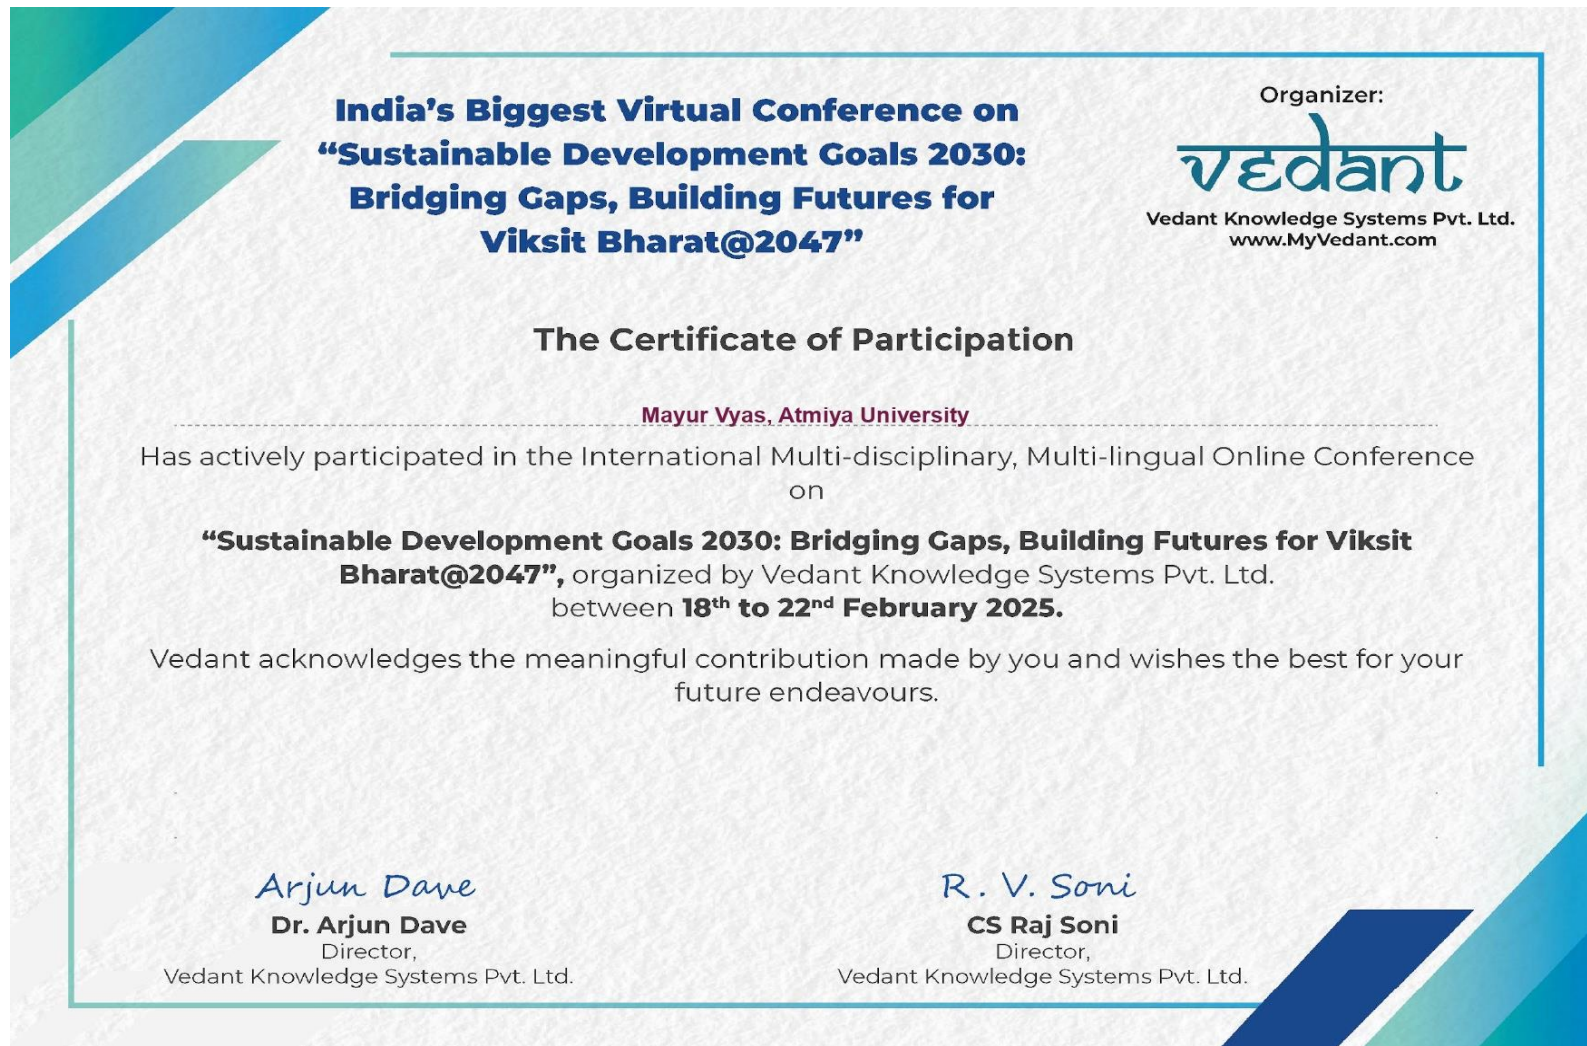 India's Biggest Virtual Conference on
“Sustainable Development Goals 2030:
Bridging Gaps, Building Futures for
Viksit Bharat@2047”
Organizer:
vedant
Vedant Knowledge Systems Pvt. Ltd.
www.MyVedant.com
The Certificate of Participation
Mayur Vyas, Atmiya University
Has actively participated in the International Multi-disciplinary, Multi-lingual Online Conference
on
“Sustainable Development Goals 2030: Bridging Gaps, Building Futures for Viksit
Bharat@2047”, organized by Vedant Knowledge Systems Pvt. Ltd.
between 18th to 22nd February 2025.
Vedant acknowledges the meaningful contribution made by you and wishes the best for your
future endeavours.
Arjun Dave
Dr. Arjun Dave
Director,
Vedant Knowledge Systems Pvt. Ltd.
R. V. Soni
CS Raj Soni
Director,
Vedant Knowledge Systems Pvt. Ltd.